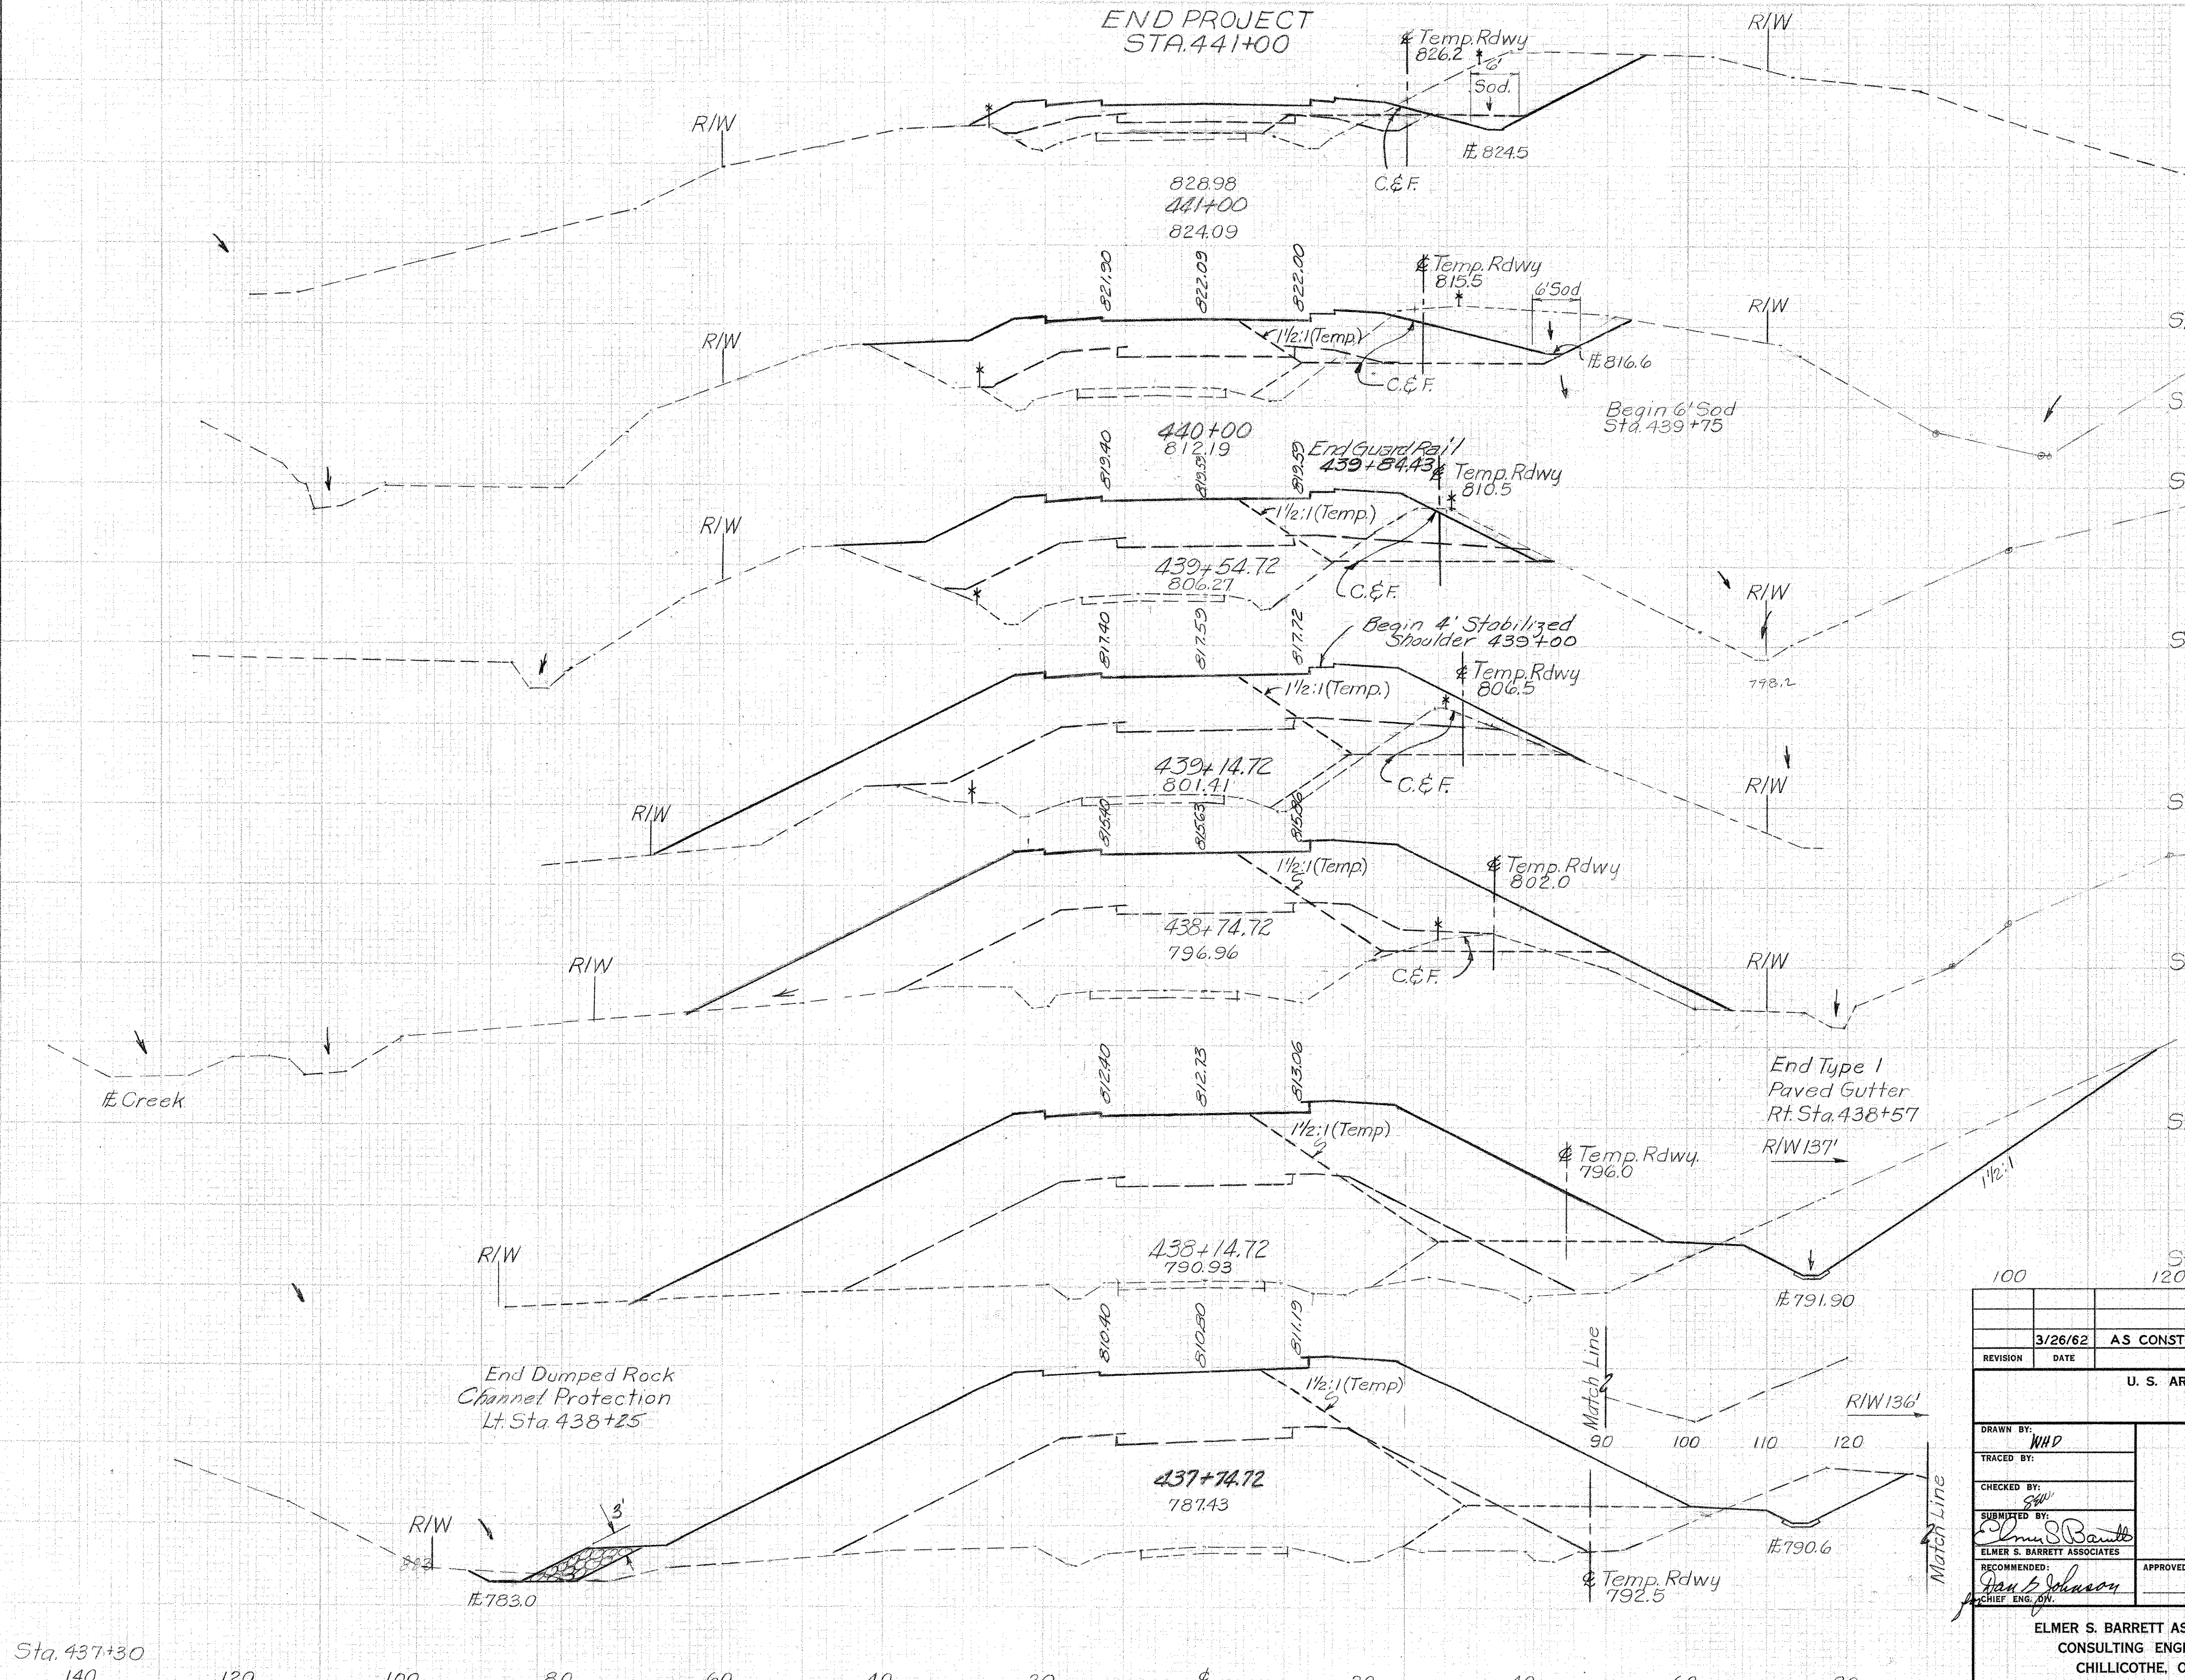 END PROJECT
STA. 441+00
R/W
R/W
℄ Temp. Rdwy
826.2
6'
Sod.
℄ 824.5
C.&F.
828.98
441+00
824.09
821.90
822.09
822.00
℄ Temp. Rdwy
815.5
6' Sod
R/W
R/W
1½:1 (Temp.)
℄ 816.6
C.&F.
Begin 6' Sod
Sta. 439+75
440+00
812.19
819.40
819.59
819.59
End Guard Rail
439+84.43
℄ Temp. Rdwy
810.5
R/W
1½:1 (Temp.)
439+54.72
806.27
C.&F.
R/W
798.2
817.40
817.59
817.72
Begin 4' Stabilized
Shoulder 439+00
℄ Temp. Rdwy
806.5
1½:1 (Temp.)
439+14.72
801.41
C.&F.
R/W
R/W
815.40
815.63
815.86
1½:1 (Temp.)
℄ Temp. Rdwy
802.0
438+74.72
796.96
C.&F.
R/W
R/W
℄ Creek
812.40
812.73
813.06
End Type 1
Paved Gutter
Rt. Sta. 438+57
R/W 137'
1½:1 (Temp)
℄ Temp. Rdwy.
796.0
1½:1
R/W
438+14.72
790.93
℄ 791.90
100
120
810.40
810.80
811.19
End Dumped Rock
Channel Protection
Lt. Sta. 438+25
1½:1 (Temp)
Match Line
R/W 136'
90
100
110
120
437+74.72
787.43
3'
R/W
℄ 783.0
℄ 790.6
Match Line
℄ Temp. Rdwy
792.5
Sta. 437+30
140
120
100
80
60
40
20
℄
20
40
60
80
3/26/62 AS CONST
REVISION DATE
U. S. AR
DRAWN BY:
WHD
TRACED BY:
CHECKED BY:
SUBMITTED BY:
Elmer S Barrett
ELMER S. BARRETT ASSOCIATES
RECOMMENDED:
APPROVED
Dan B Johnson
for CHIEF ENG. DIV.
ELMER S. BARRETT AS
CONSULTING ENGI
CHILLICOTHE, O